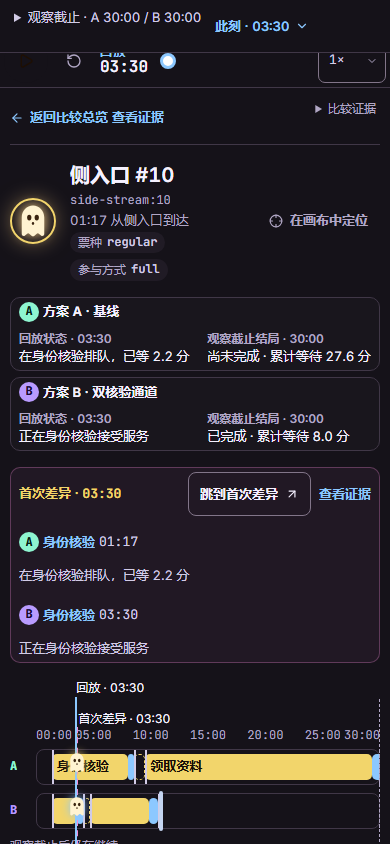 观察截止 · A 30:00 / B 30:00
此刻 · 03:30
回放
03:30
1×
返回比较总览 查看证据
比较证据
侧入口 #10
side-stream:10
01:17 从侧入口到达
在画布中定位
票种 regular
参与方式 full
A 方案 A · 基线
回放状态 · 03:30
观察截止结局 · 30:00
在身份核验排队，已等 2.2 分
尚未完成 · 累计等待 27.6 分
B 方案 B · 双核验通道
回放状态 · 03:30
观察截止结局 · 30:00
正在身份核验接受服务
已完成 · 累计等待 8.0 分
首次差异 · 03:30
跳到首次差异
查看证据
A 身份核验 01:17
在身份核验排队，已等 2.2 分
B 身份核验 03:30
正在身份核验接受服务
回放 · 03:30
首次差异 · 03:30
00:00 05:00 10:00 15:00 20:00 25:00 30:00
A
身份核验
领取资料
B